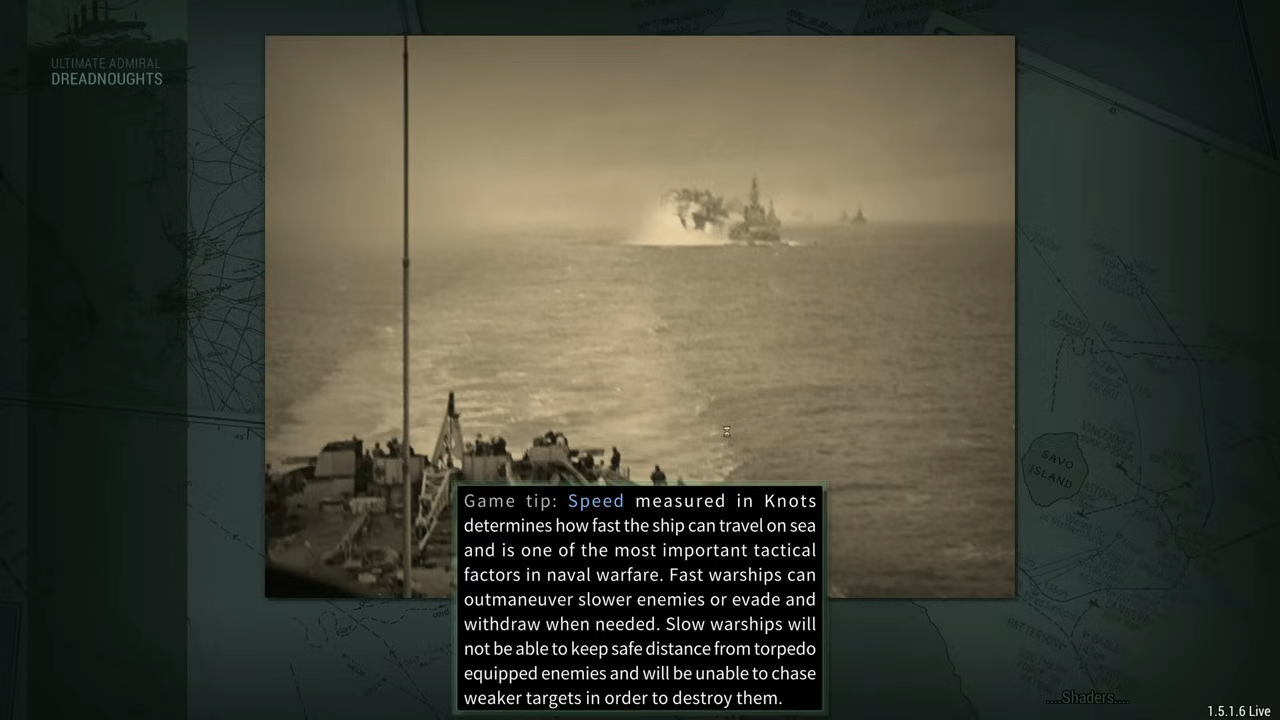 ULTIMATE ADMIRAL
DREADNOUGHTS
SAVO
ISLAND
Game tip: Speed measured in Knots
determines how fast the ship can travel on sea
and is one of the most important tactical
factors in naval warfare. Fast warships can
outmaneuver slower enemies or evade and
withdraw when needed. Slow warships will
not be able to keep safe distance from torpedo
equipped enemies and will be unable to chase
weaker targets in order to destroy them.
....Shaders....
1.5.1.6 Live